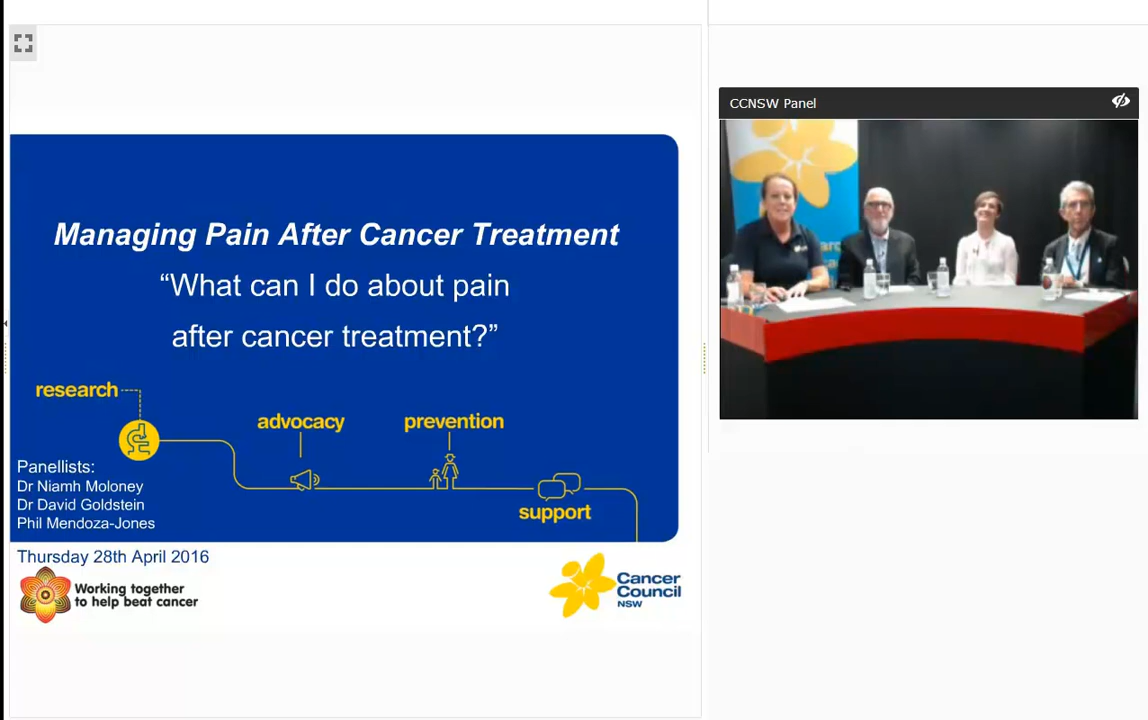 Managing Pain After Cancer Treatment
“What can I do about pain
after cancer treatment?”
research
advocacy
prevention
support
Panellists:
Dr Niamh Moloney
Dr David Goldstein
Phil Mendoza-Jones
Thursday 28th April 2016
Working together
to help beat cancer
Cancer
Council
NSW
CCNSW Panel